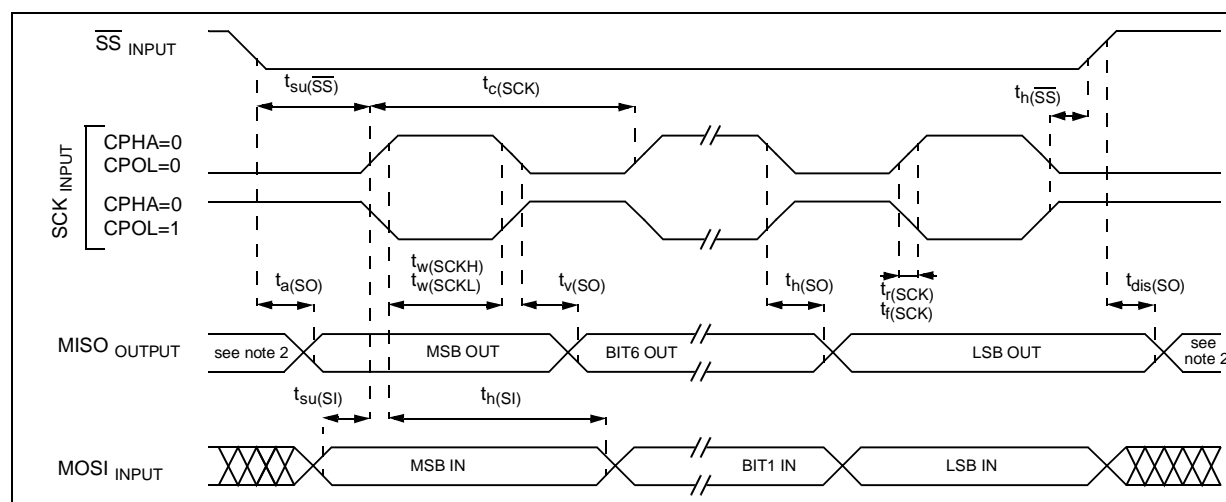 SS INPUT
tsu(SS)
tc(SCK)
th(SS)
SCK INPUT
CPHA=0
CPOL=0
CPHA=0
CPOL=1
ta(SO)
tw(SCKH)
tw(SCKL)
tv(SO)
th(SO)
tr(SCK)
tf(SCK)
tdis(SO)
MISO OUTPUT
see note 2
MSB OUT
BIT6 OUT
LSB OUT
see
note 2
tsu(SI)
th(SI)
MOSI INPUT
MSB IN
BIT1 IN
LSB IN